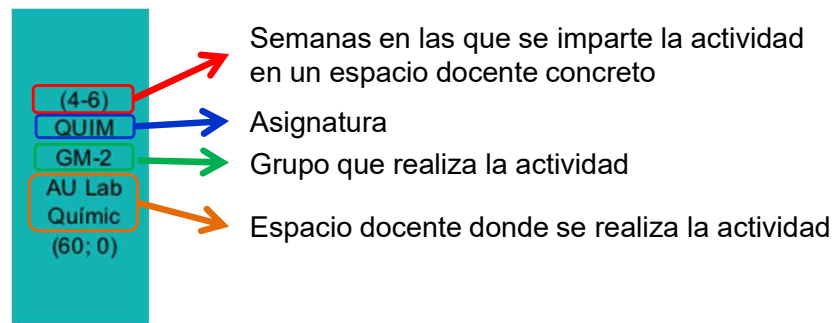 (4-6)
QUIM
GM-2
AU Lab
Químic
(60; 0)
Semanas en las que se imparte la actividad
en un espacio docente concreto
Asignatura
Grupo que realiza la actividad
Espacio docente donde se realiza la actividad